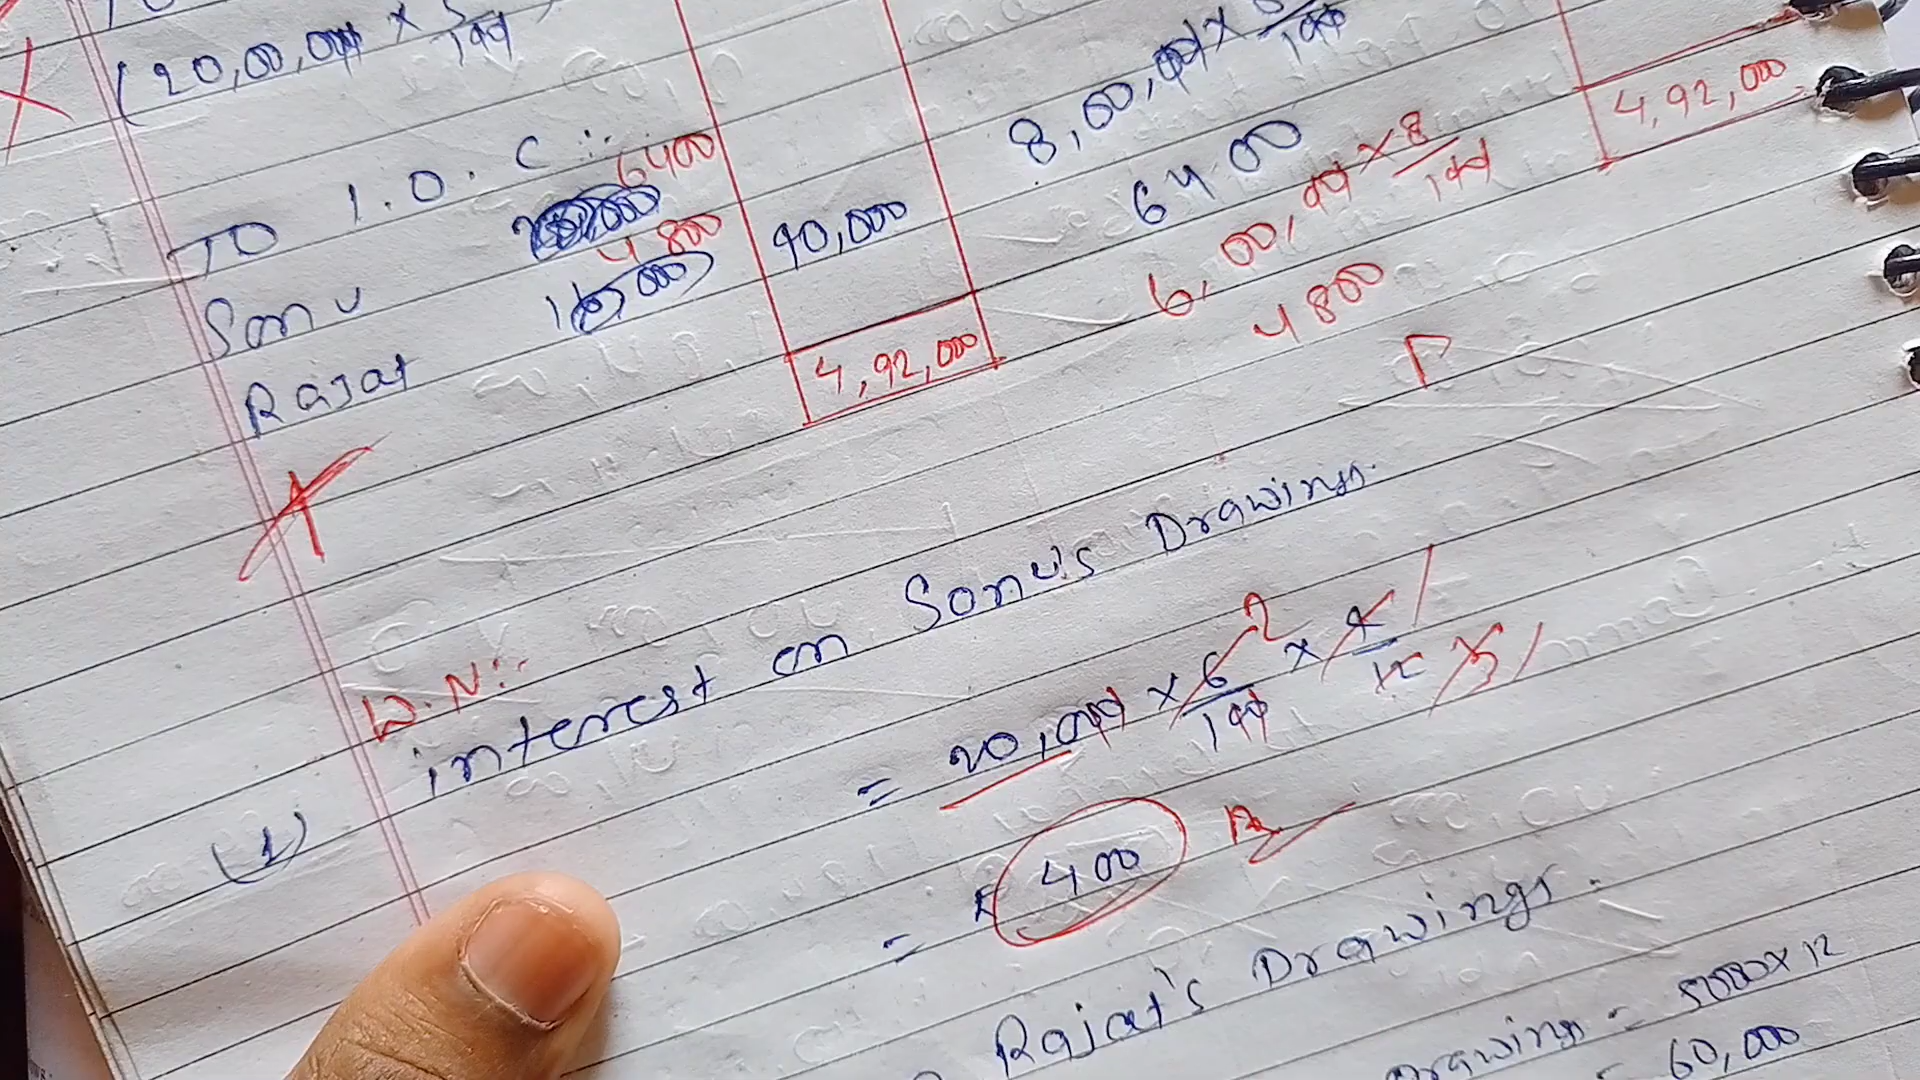 (20,00,000 × 5/100)
TO I.O.C :-
Sonu 6400
Rajat 4800
90,000
4,92,000
8,00,000 × 8/100
6400
6,00,000 × 8/100
4800
4,92,000
W.N:-
(1) interest on Sonu's Drawings.
= 20,000 × 6/100 × 4/12
= ₹ 400
Rajat's Drawings.
Drawings = 5000 × 12
= 60,000